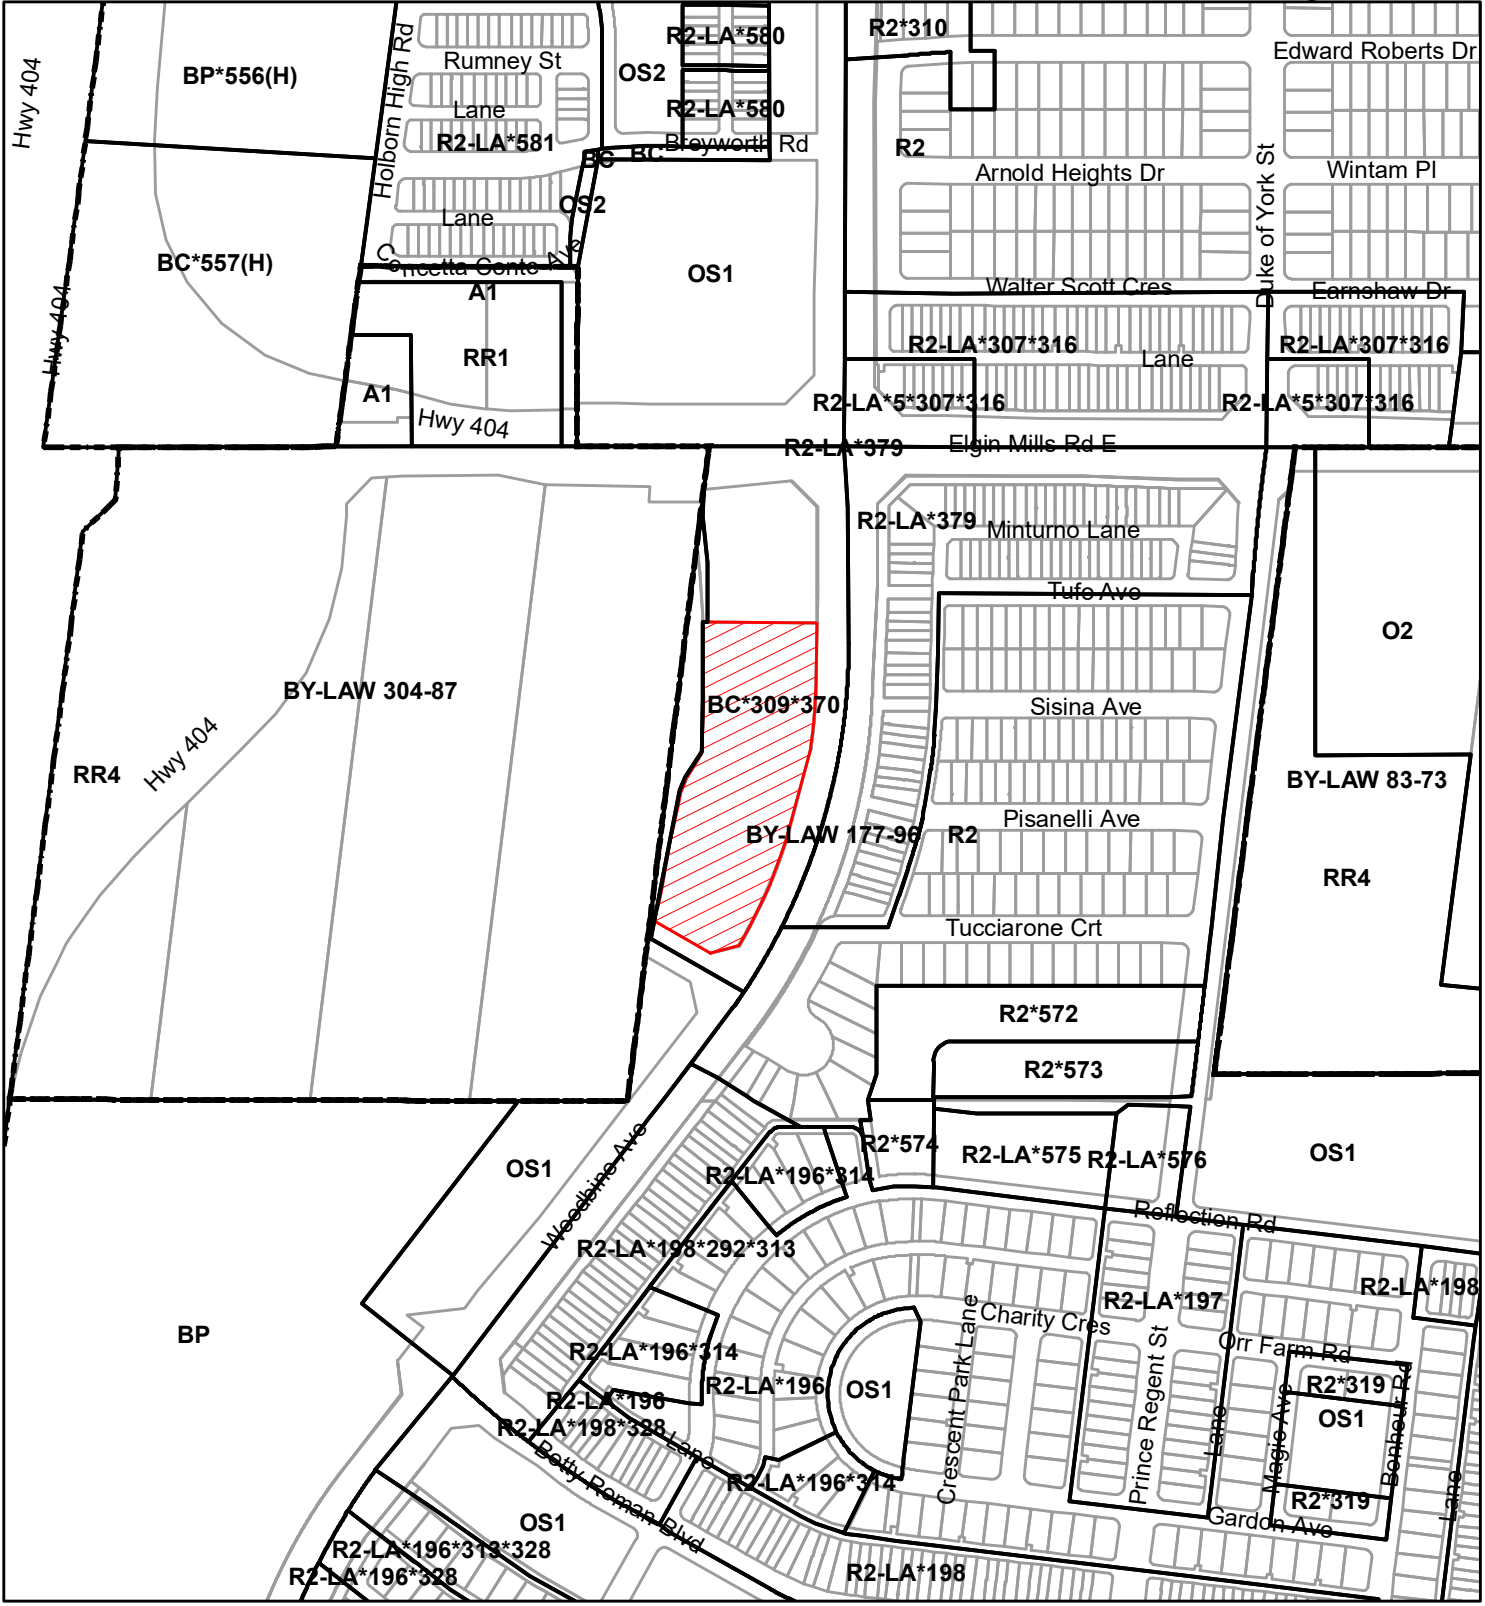 R2*310
R2-LA*580
Edward Roberts Dr
Rumney St
OS2
BP*556(H)
Hwy 404
Holborn High Rd
Lane
R2-LA*580
R2-LA*581
Breyworth Rd
BC
BC
R2
Arnold Heights Dr
Wintam Pl
Duke of York St
OS2
Lane
Concetta Conte Ave
BC*557(H)
OS1
A1
Walter Scott Cres
Earnshaw Dr
Hwy 404
RR1
R2-LA*307*316
R2-LA*307*316
Lane
A1
R2-LA*5*307*316
R2-LA*5*307*316
Hwy 404
R2-LA*379
Elgin Mills Rd E
R2-LA*379
Minturno Lane
Tufo Ave
O2
BY-LAW 304-87
BC*309*370
Sisina Ave
Hwy 404
RR4
BY-LAW 83-73
Pisanelli Ave
BY-LAW 177-96
R2
RR4
Tucciarone Crt
R2*572
R2*573
R2*574
R2-LA*575
R2-LA*576
OS1
OS1
R2-LA*196*314
Woodbine Ave
Reflection Rd
R2-LA*198*292*313
R2-LA*198
R2-LA*197
Charity Cres
BP
Orr Farm Rd
R2-LA*196*314
R2-LA*196
OS1
R2*319
Crescent Park Lane
Prince Regent St
Lane
Magie Ave
Bonheur Rd
Lane
R2-LA*196
OS1
R2-LA*198*328
Lane
Betty Roman Blvd
R2-LA*196*314
R2*319
Gardon Ave
OS1
R2-LA*196*313*328
R2-LA*196*328
R2-LA*198